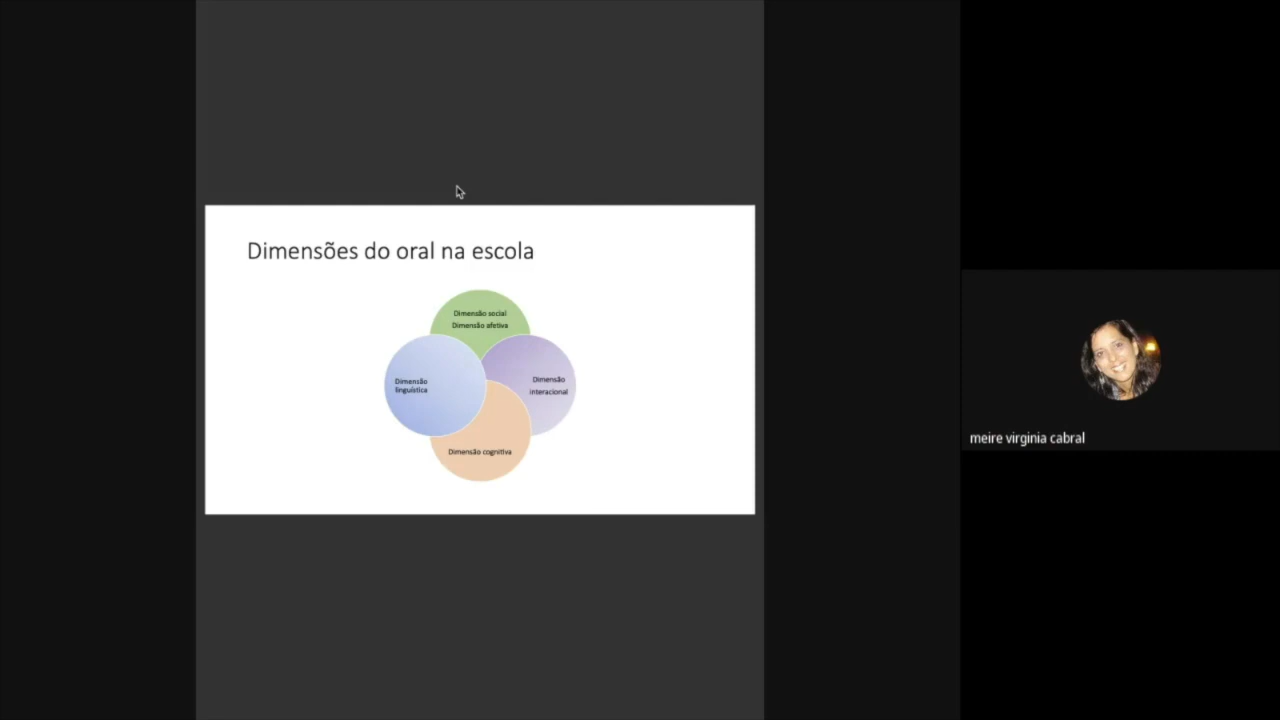 Dimensões do oral na escola
Dimensão social
Dimensão afetiva
Dimensão
linguística
Dimensão
interacional
Dimensão cognitiva
meire virginia cabral